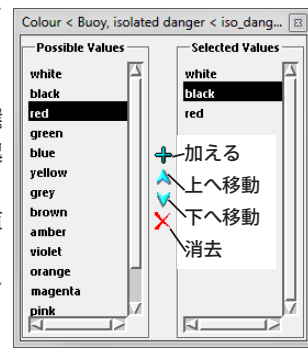 Colour < Buoy, isolated danger < iso_dang...
Possible Values
white
black
red
green
blue
yellow
grey
brown
amber
violet
orange
magenta
pink
Selected Values
white
black
red
加える
上へ移動
下へ移動
消去